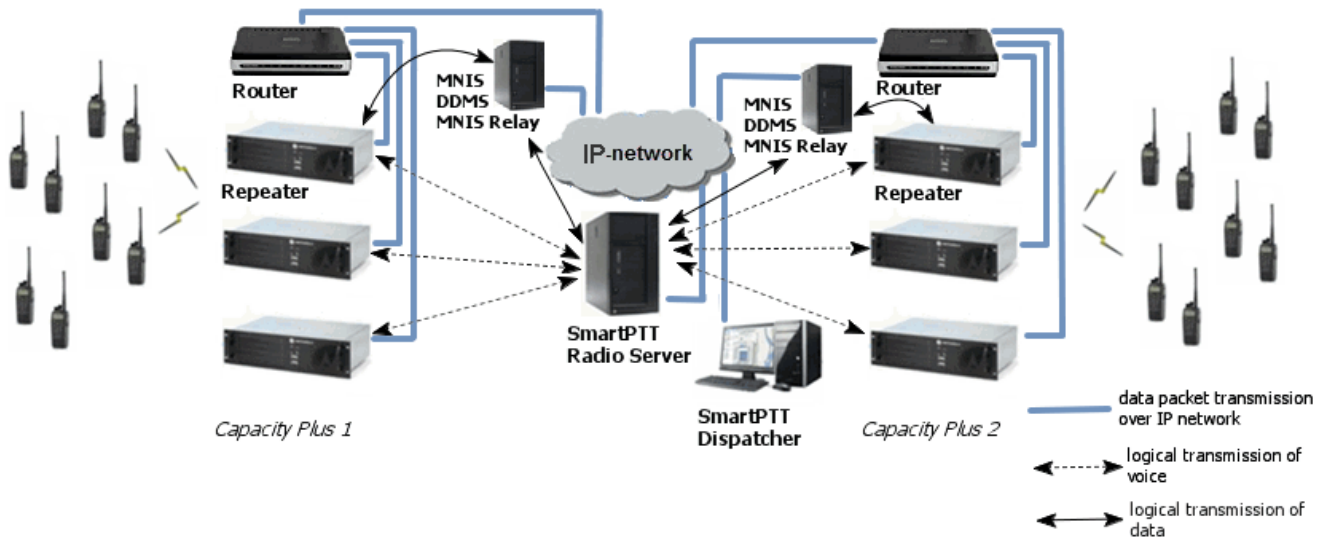 Router
MNIS
DDMS
MNIS Relay
Repeater
IP-network
MNIS
DDMS
MNIS Relay
Router
Repeater
SmartPTT
Radio Server
SmartPTT
Dispatcher
Capacity Plus 1
Capacity Plus 2
data packet transmission
over IP network
logical transmission of
voice
logical transmission of
data